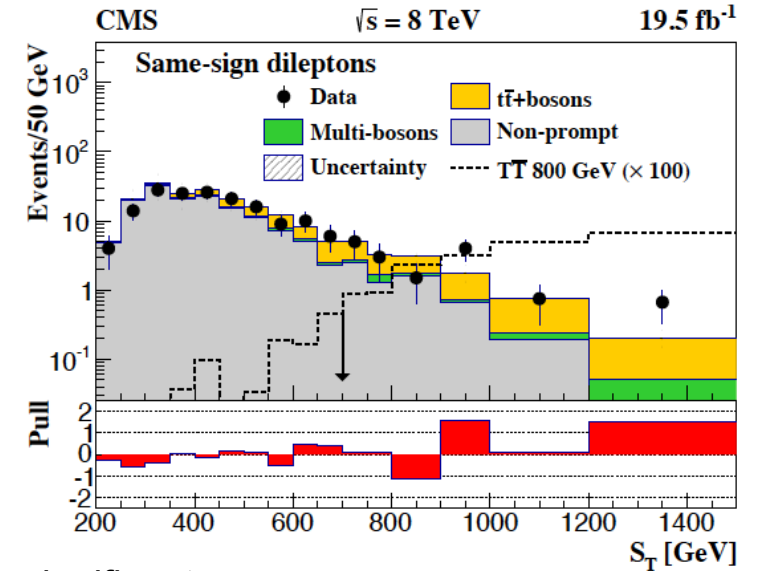 CMS √s = 8 TeV 19.5 fb⁻¹
Same-sign dileptons
Data
tt̄+bosons
Multi-bosons
Non-prompt
Uncertainty
TT̄ 800 GeV (× 100)
Events/50 GeV
10³
10²
10
1
10⁻¹
Pull
2
1
0
-1
-2
200 400 600 800 1000 1200 1400
S_T [GeV]